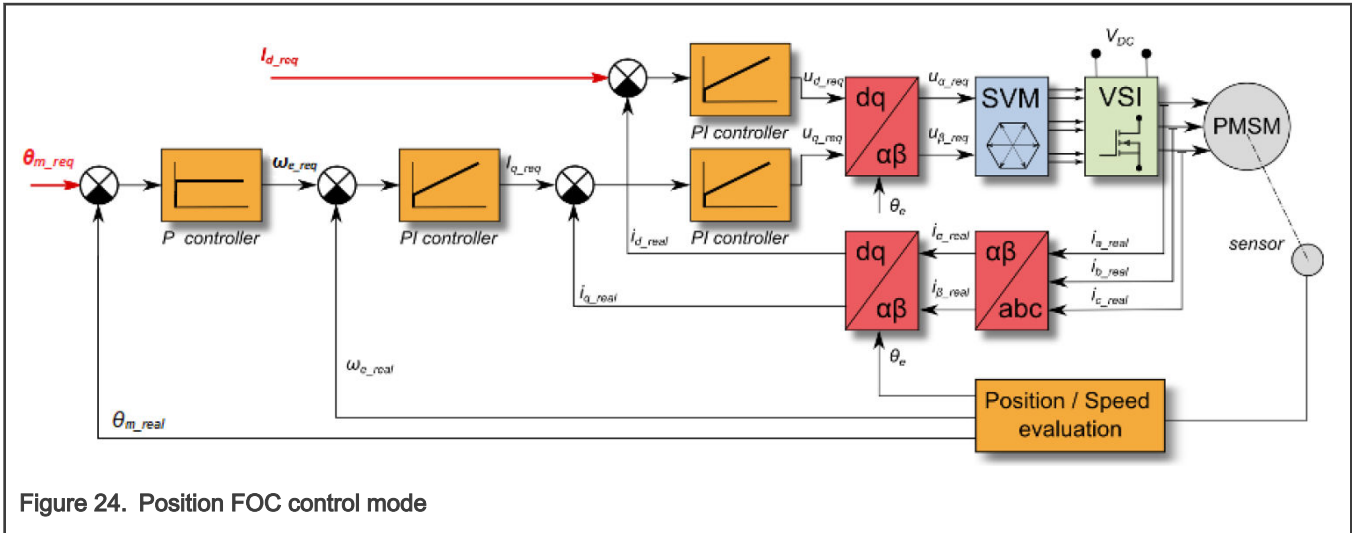 V_DC
I_d_req
u_d_req
u_α_req
dq
αβ
SVM
VSI
PMSM
PI controller
u_q_req
u_β_req
θ_m_req
ω_e_req
I_q_req
P controller
PI controller
PI controller
θ_e
i_d_real
i_α_real
i_a_real
sensor
dq
αβ
αβ
abc
i_b_real
i_q_real
i_β_real
i_c_real
θ_e
ω_e_real
θ_m_real
Position / Speed
evaluation
Figure 24. Position FOC control mode